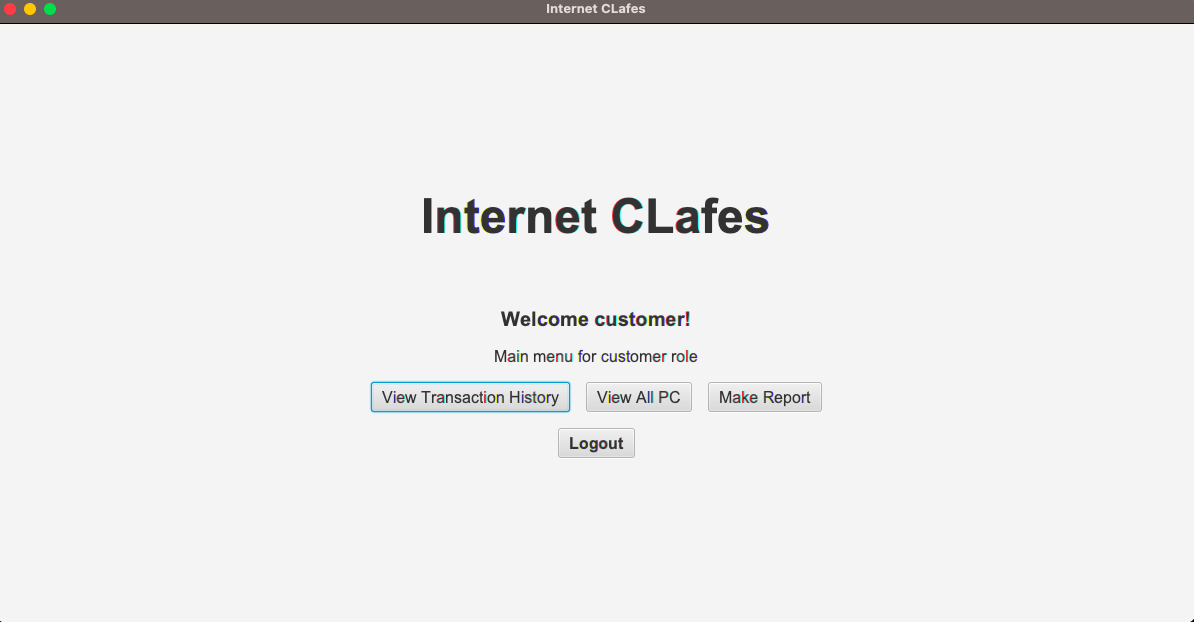 Internet CLafes
Internet CLafes
Welcome customer!
Main menu for customer role
View Transaction History View All PC Make Report
Logout